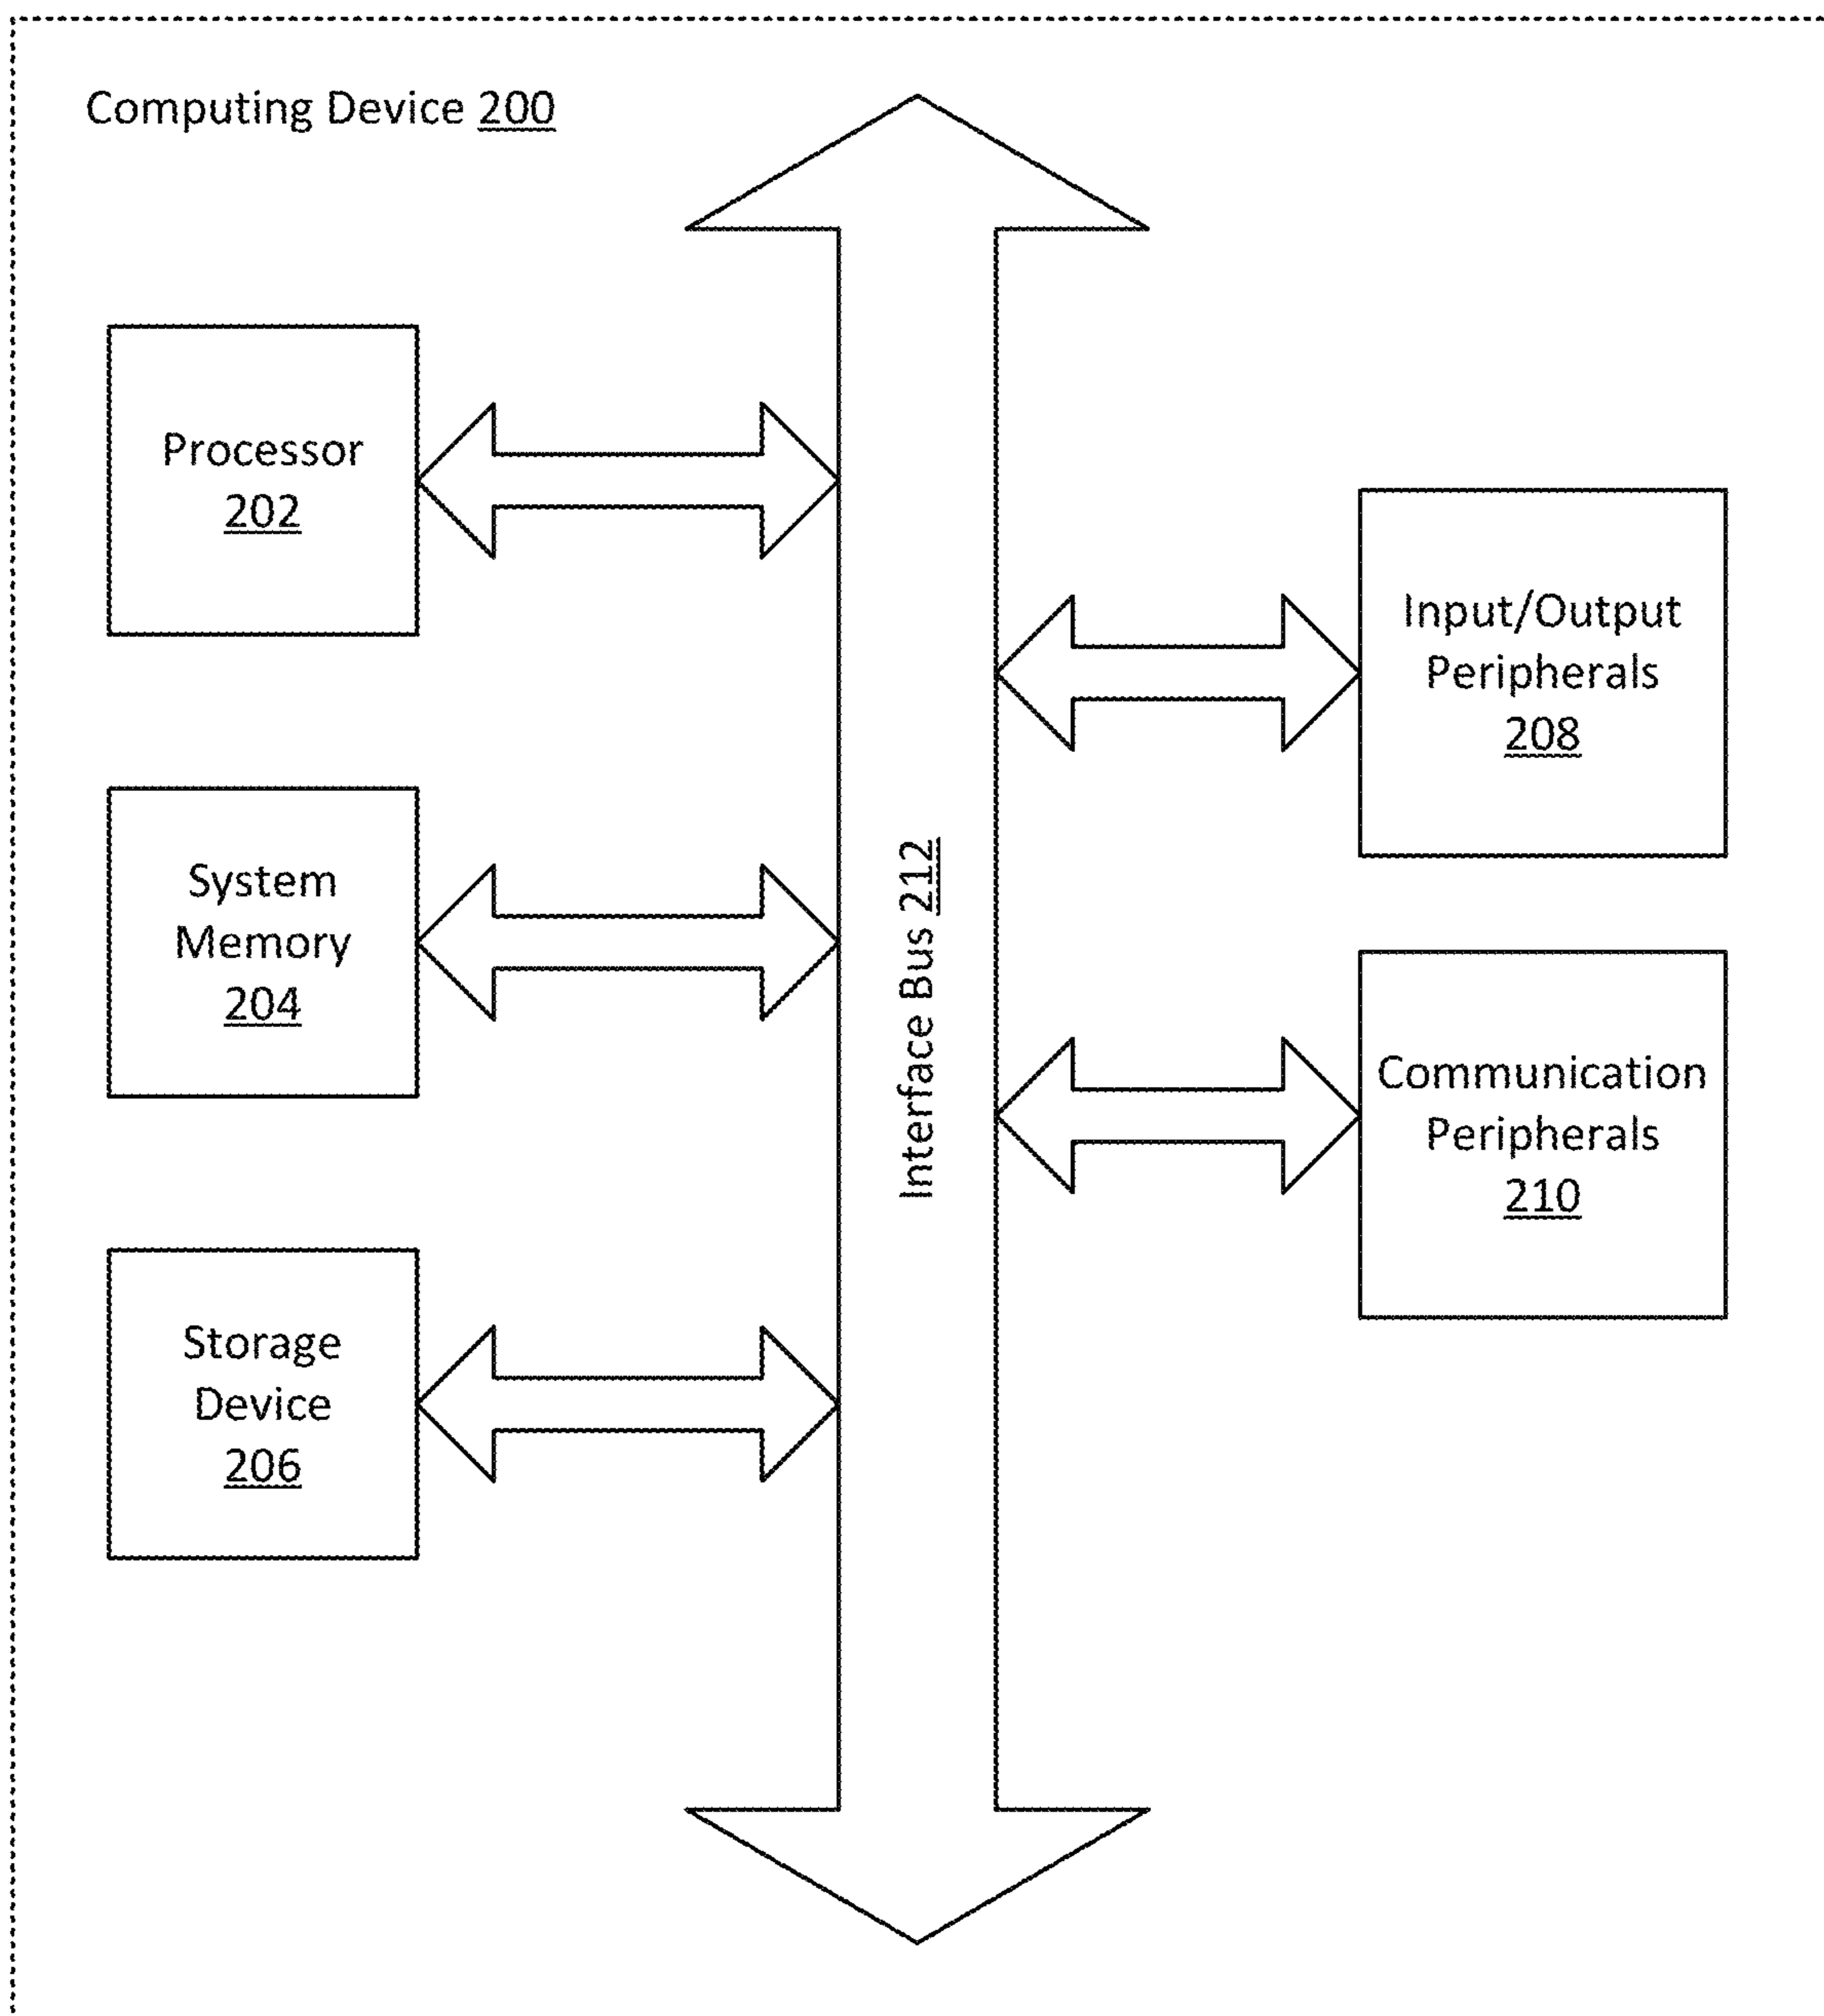 Computing Device 200
Processor
202
System
Memory
204
Storage
Device
206
Interface Bus 212
Input/Output
Peripherals
208
Communication
Peripherals
210